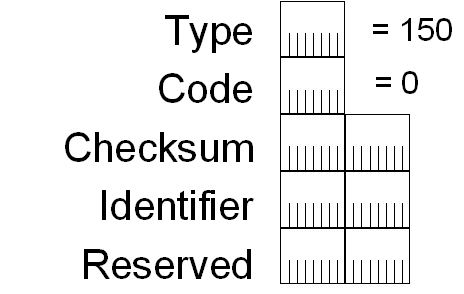 Type = 150
Code = 0
Checksum
Identifier
Reserved